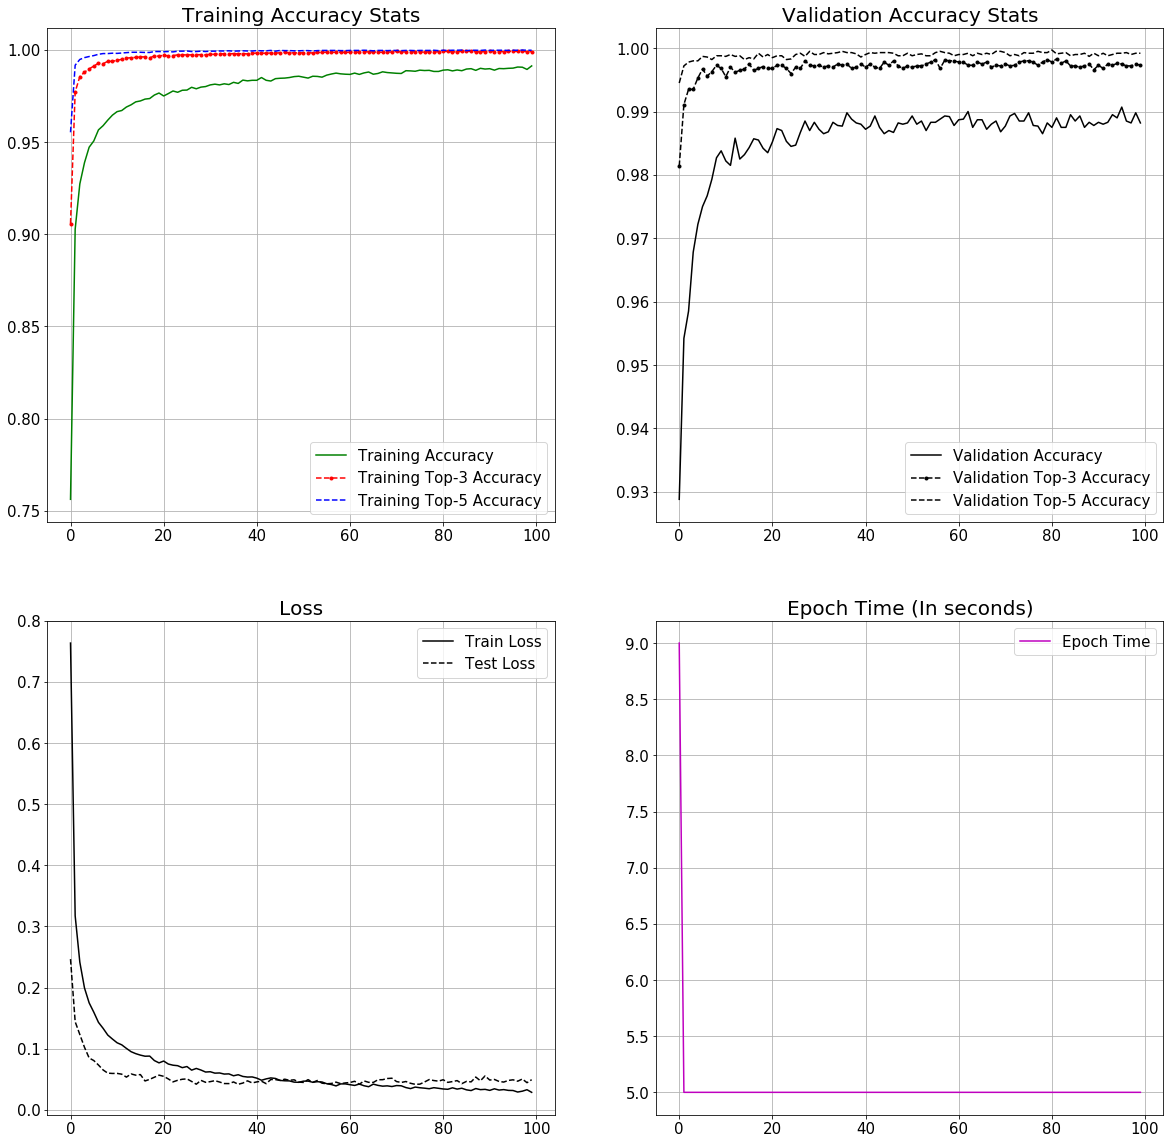 Training Accuracy Stats
1.00
0.95
0.90
0.85
0.80
0.75
0 20 40 60 80 100
Training Accuracy
Training Top-3 Accuracy
Training Top-5 Accuracy
Validation Accuracy Stats
1.00
0.99
0.98
0.97
0.96
0.95
0.94
0.93
0 20 40 60 80 100
Validation Accuracy
Validation Top-3 Accuracy
Validation Top-5 Accuracy
Loss
0.8
0.7
0.6
0.5
0.4
0.3
0.2
0.1
0.0
0 20 40 60 80 100
Train Loss
Test Loss
Epoch Time (In seconds)
9.0
8.5
8.0
7.5
7.0
6.5
6.0
5.5
5.0
0 20 40 60 80 100
Epoch Time